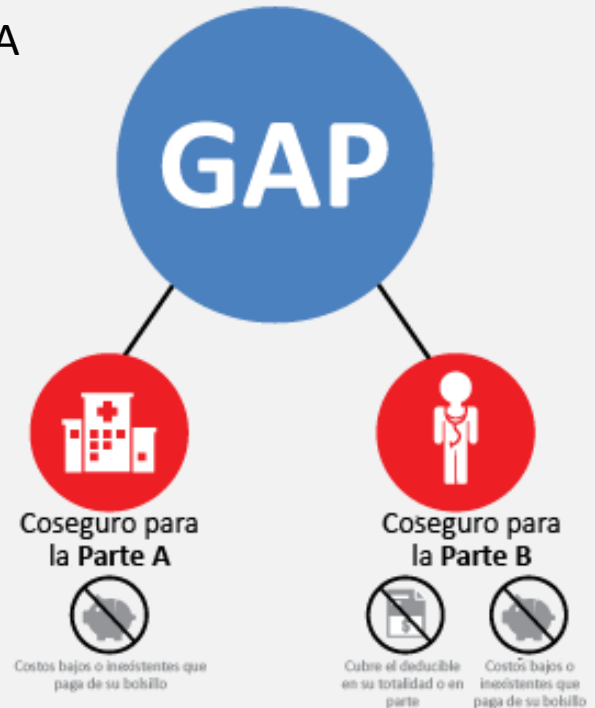 A
GAP
Coseguro para
la Parte A
Coseguro para
la Parte B
$
Costos bajos o inexistentes que
paga de su bolsillo
Cubre el deducible
en su totalidad o en
parte
Costos bajos o
inexistentes que
paga de su bolsillo